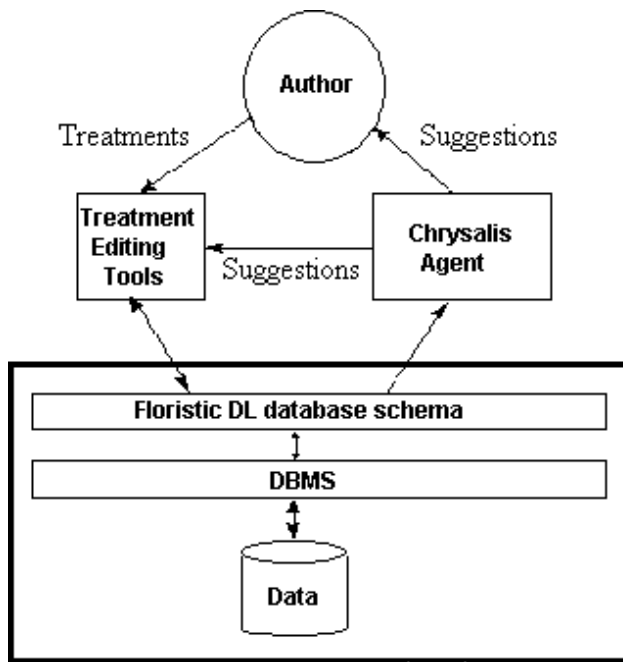 Author
Treatments
Suggestions
Treatment
Editing
Tools
Suggestions
Chrysalis
Agent
Floristic DL database schema
DBMS
Data